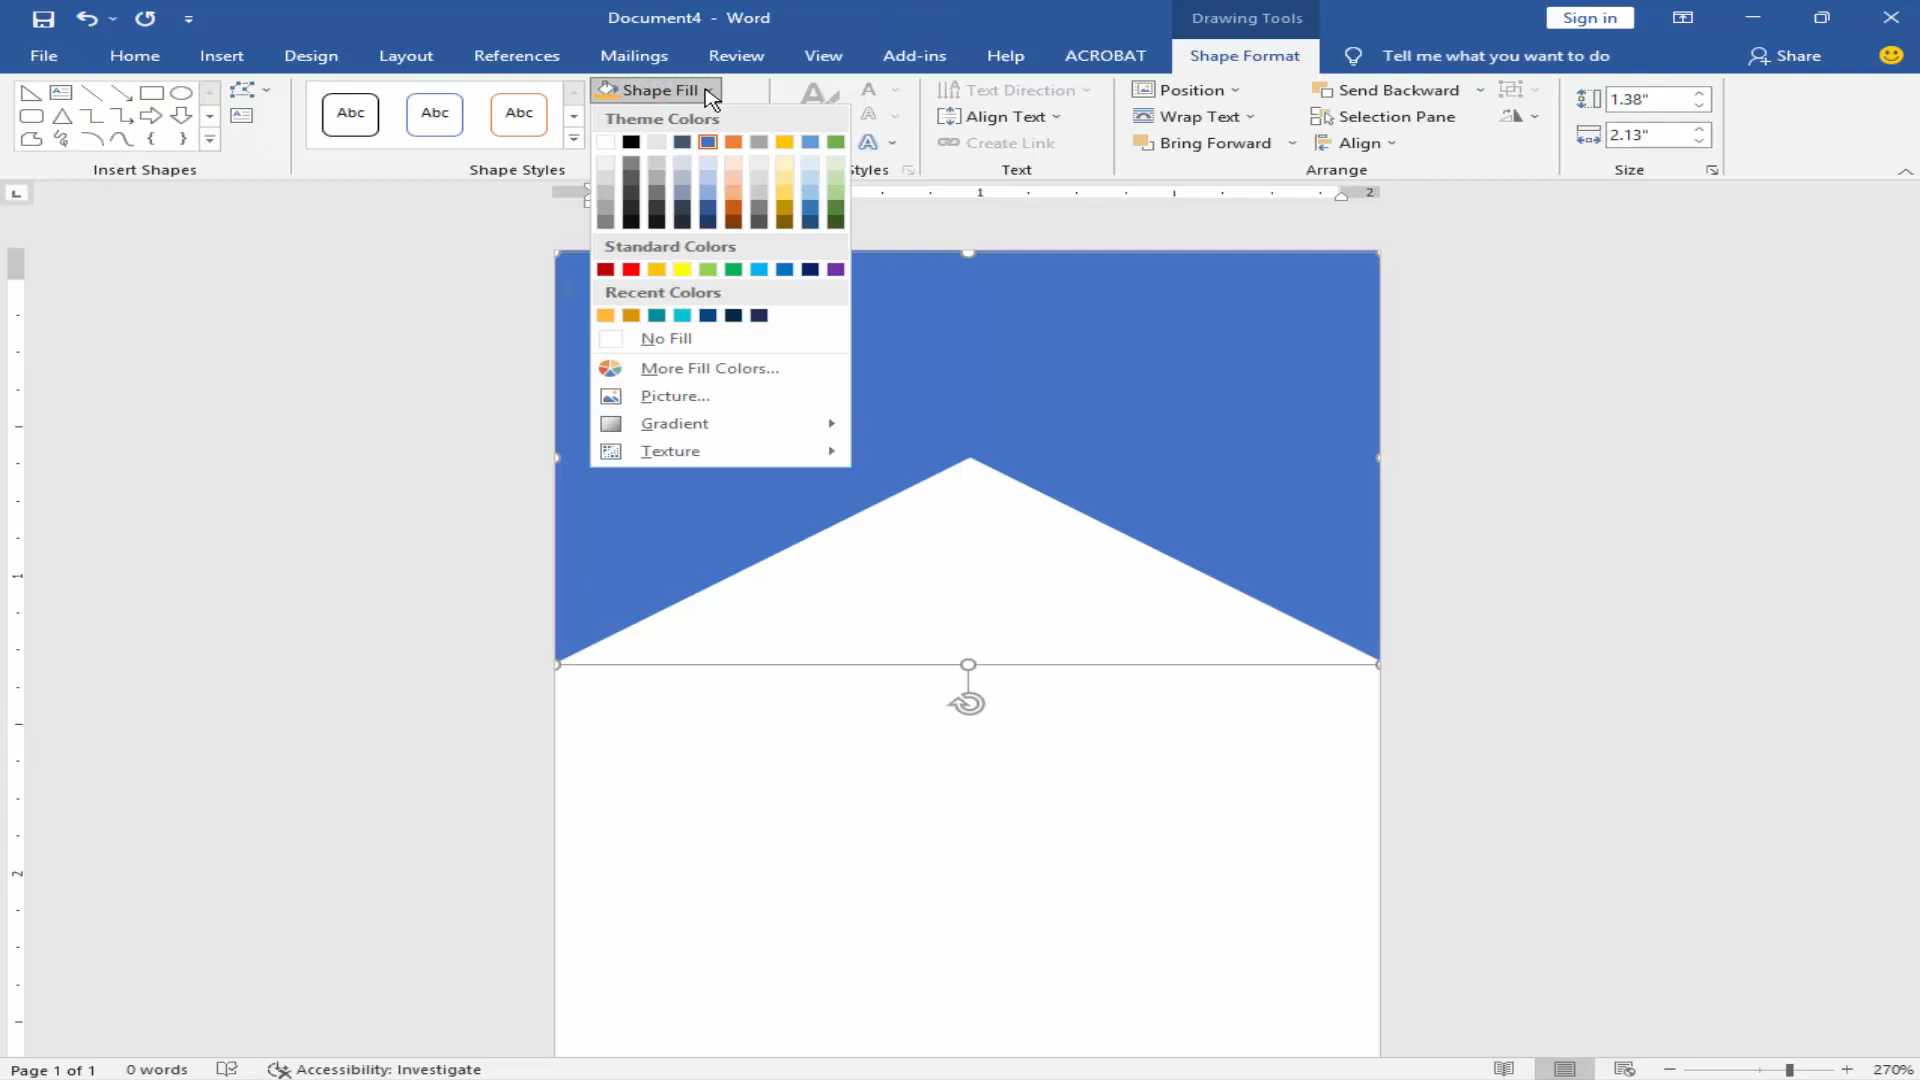 Document4 - Word
Drawing Tools
Sign in
File
Home
Insert
Design
Layout
References
Mailings
Review
View
Add-ins
Help
ACROBAT
Shape Format
Tell me what you want to do
Share
Abc
Abc
Abc
Insert Shapes
Shape Styles
Shape Fill
Theme Colors
Standard Colors
Recent Colors
No Fill
More Fill Colors...
Picture...
Gradient
Texture
Text Direction
Align Text
Create Link
Text
Position
Wrap Text
Bring Forward
Send Backward
Selection Pane
Align
Arrange
1.38"
2.13"
Size
1
2
1
2
Page 1 of 1
0 words
Accessibility: Investigate
270%